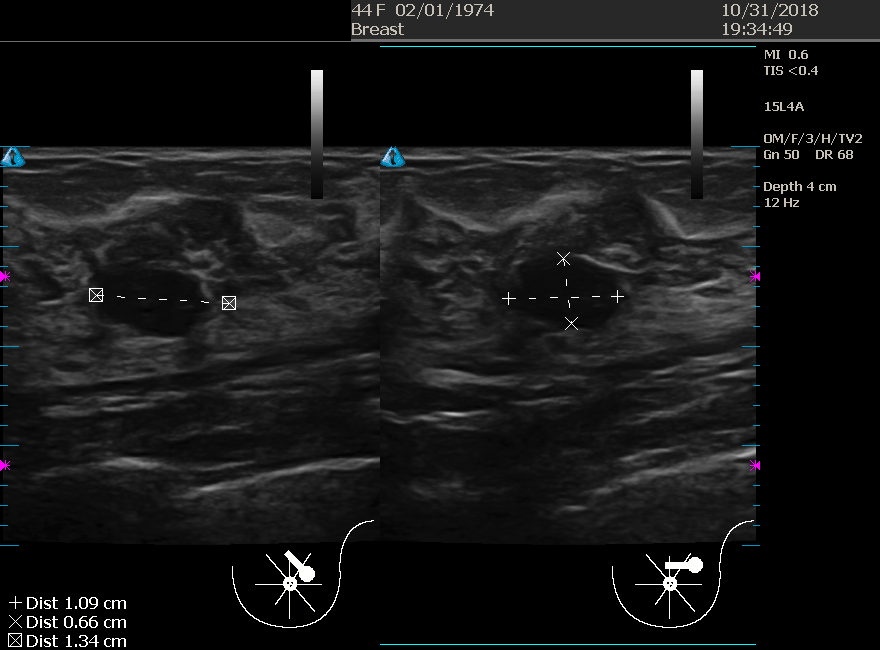 44 F 02/01/1974 10/31/2018
Breast 19:34:49
MI 0.6
TIS <0.4
15L4A
OM/F/3/H/TV2
Gn 50 DR 68
Depth 4 cm
12 Hz
Dist 1.09 cm
Dist 0.66 cm
Dist 1.34 cm